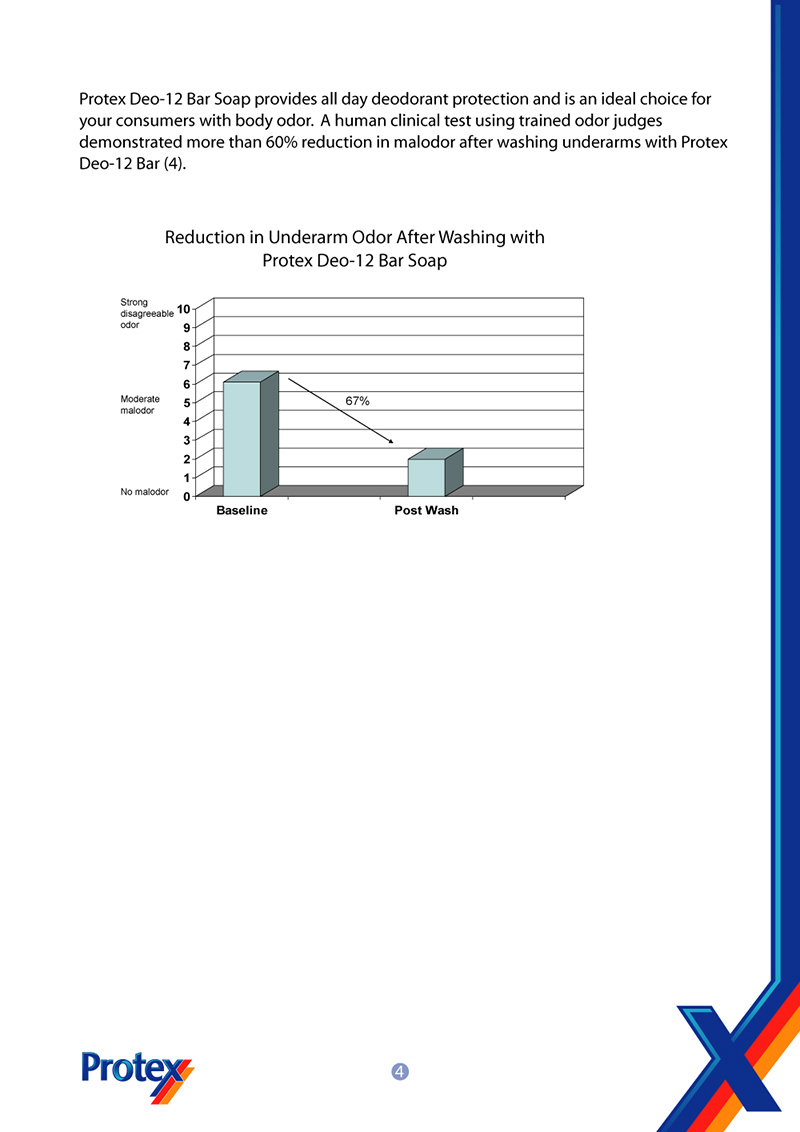 Protex Deo-12 Bar Soap provides all day deodorant protection and is an ideal choice for
your consumers with body odor.  A human clinical test using trained odor judges
demonstrated more than 60% reduction in malodor after washing underarms with Protex
Deo-12 Bar (4).
Reduction in Underarm Odor After Washing with
Protex Deo-12 Bar Soap
Strong
disagreeable
odor
10
9
8
7
6
Moderate
malodor
5
4
3
2
1
No malodor
0
67%
Baseline
Post Wash
Protex
4
X